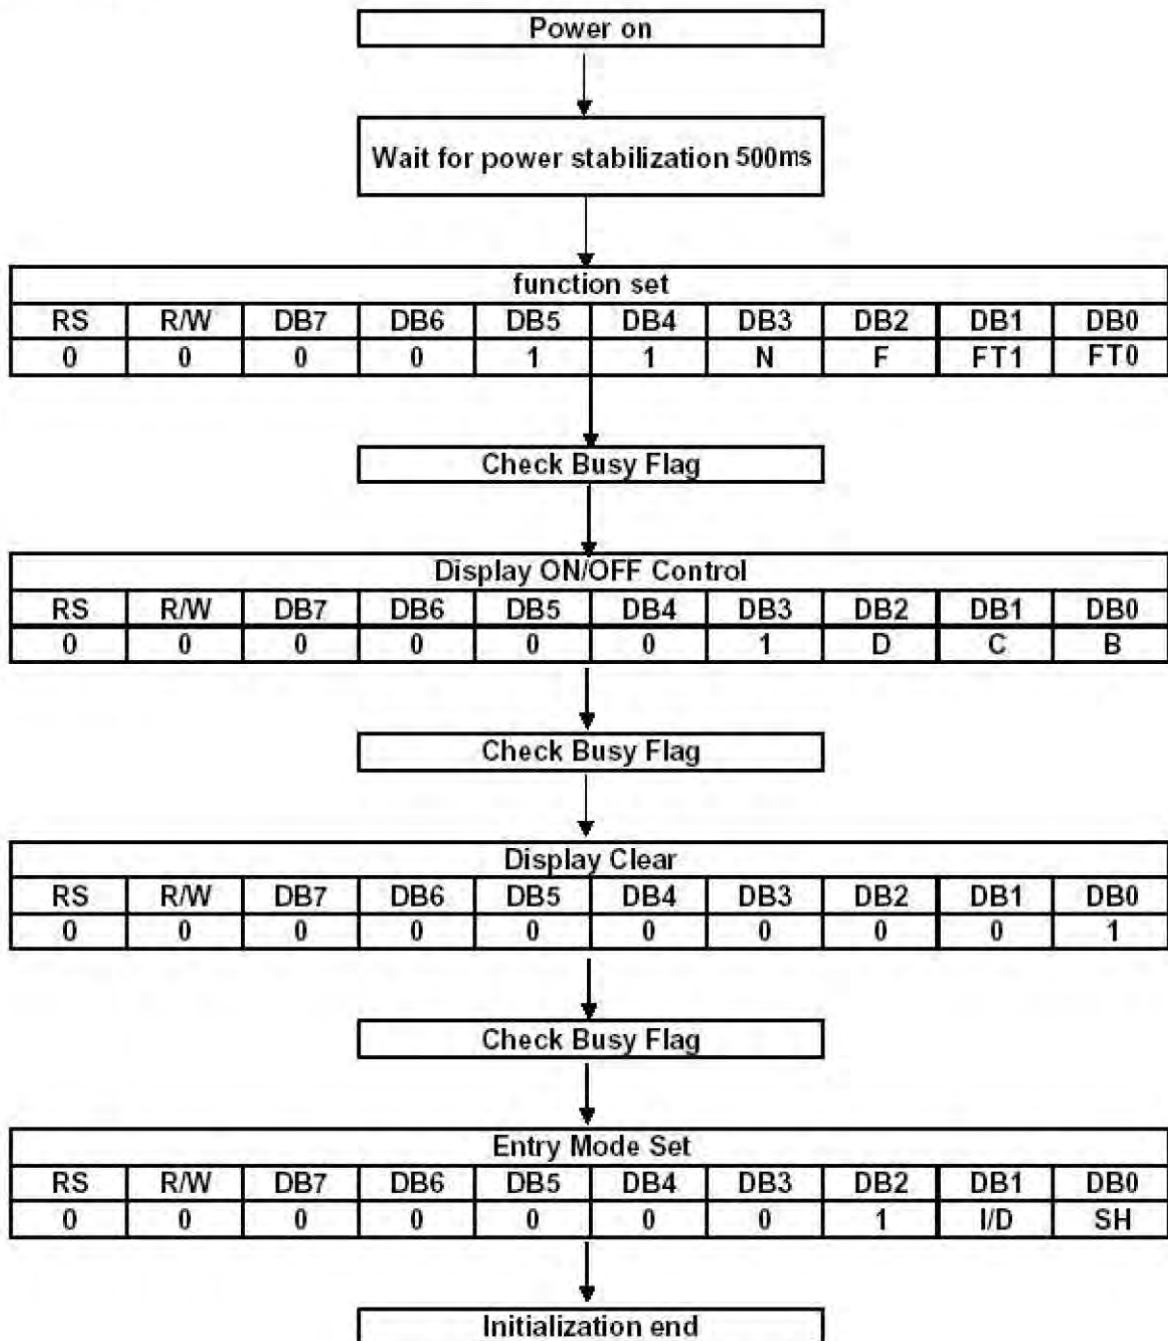 Power on
Wait for power stabilization 500ms
function set
RS R/W DB7 DB6 DB5 DB4 DB3 DB2 DB1 DB0
0 0 0 0 1 1 N F FT1 FT0
Check Busy Flag
Display ON/OFF Control
RS R/W DB7 DB6 DB5 DB4 DB3 DB2 DB1 DB0
0 0 0 0 0 0 1 D C B
Check Busy Flag
Display Clear
RS R/W DB7 DB6 DB5 DB4 DB3 DB2 DB1 DB0
0 0 0 0 0 0 0 0 0 1
Check Busy Flag
Entry Mode Set
RS R/W DB7 DB6 DB5 DB4 DB3 DB2 DB1 DB0
0 0 0 0 0 0 0 1 I/D SH
Initialization end